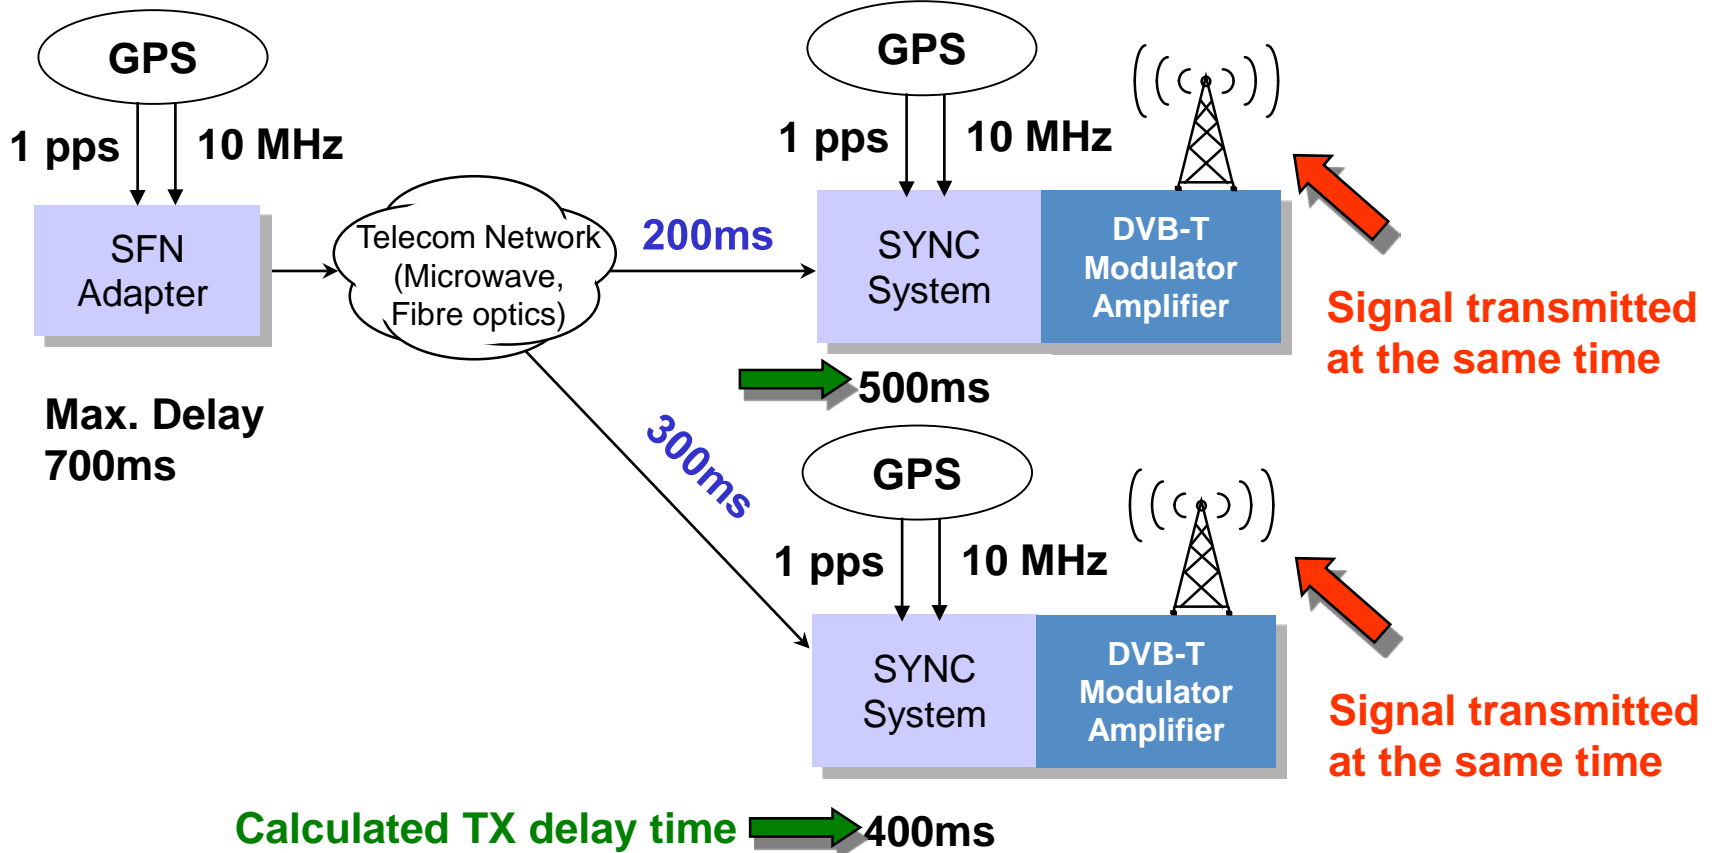 GPS
1 pps
10 MHz
SFN
Adapter
Max. Delay
700ms
Telecom Network
(Microwave,
Fibre optics)
200ms
300ms
GPS
1 pps
10 MHz
SYNC
System
DVB-T
Modulator
Amplifier
500ms
Signal transmitted
at the same time
GPS
1 pps
10 MHz
SYNC
System
DVB-T
Modulator
Amplifier
Signal transmitted
at the same time
Calculated TX delay time
400ms